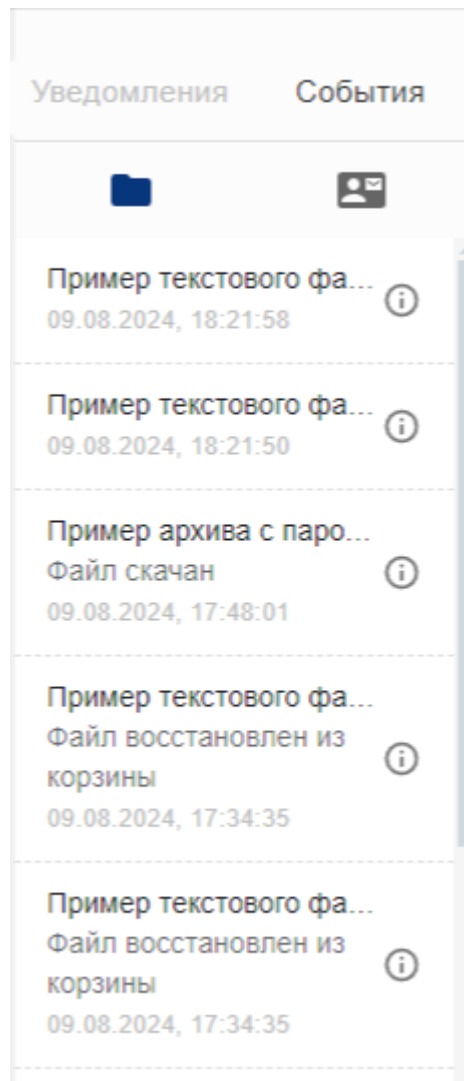 Уведомления События
Пример текстового фа...
09.08.2024, 18:21:58
Пример текстового фа...
09.08.2024, 18:21:50
Пример архива с паро...
Файл скачан
09.08.2024, 17:48:01
Пример текстового фа...
Файл восстановлен из
корзины
09.08.2024, 17:34:35
Пример текстового фа...
Файл восстановлен из
корзины
09.08.2024, 17:34:35